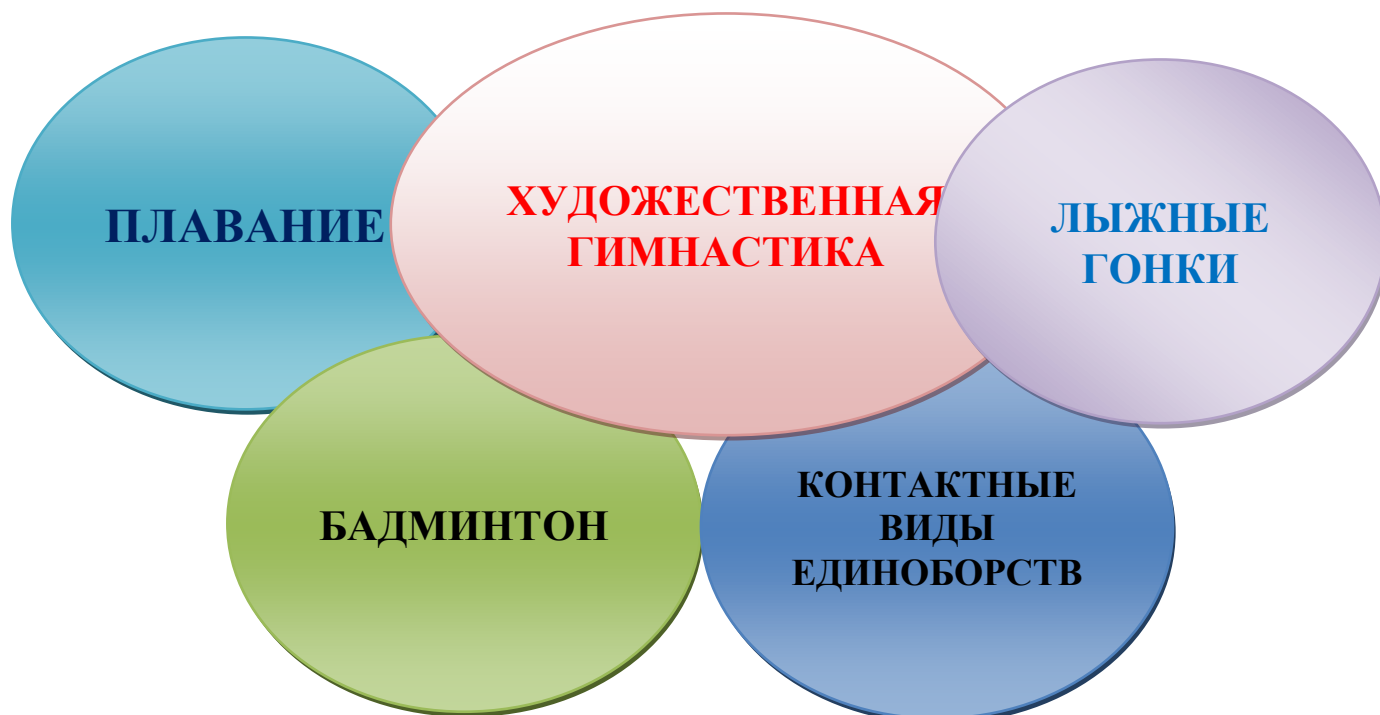 ПЛАВАНИЕ
ХУДОЖЕСТВЕННАЯ
ГИМНАСТИКА
ЛЫЖНЫЕ
ГОНКИ
БАДМИНТОН
КОНТАКТНЫЕ
ВИДЫ
ЕДИНОБОРСТВ